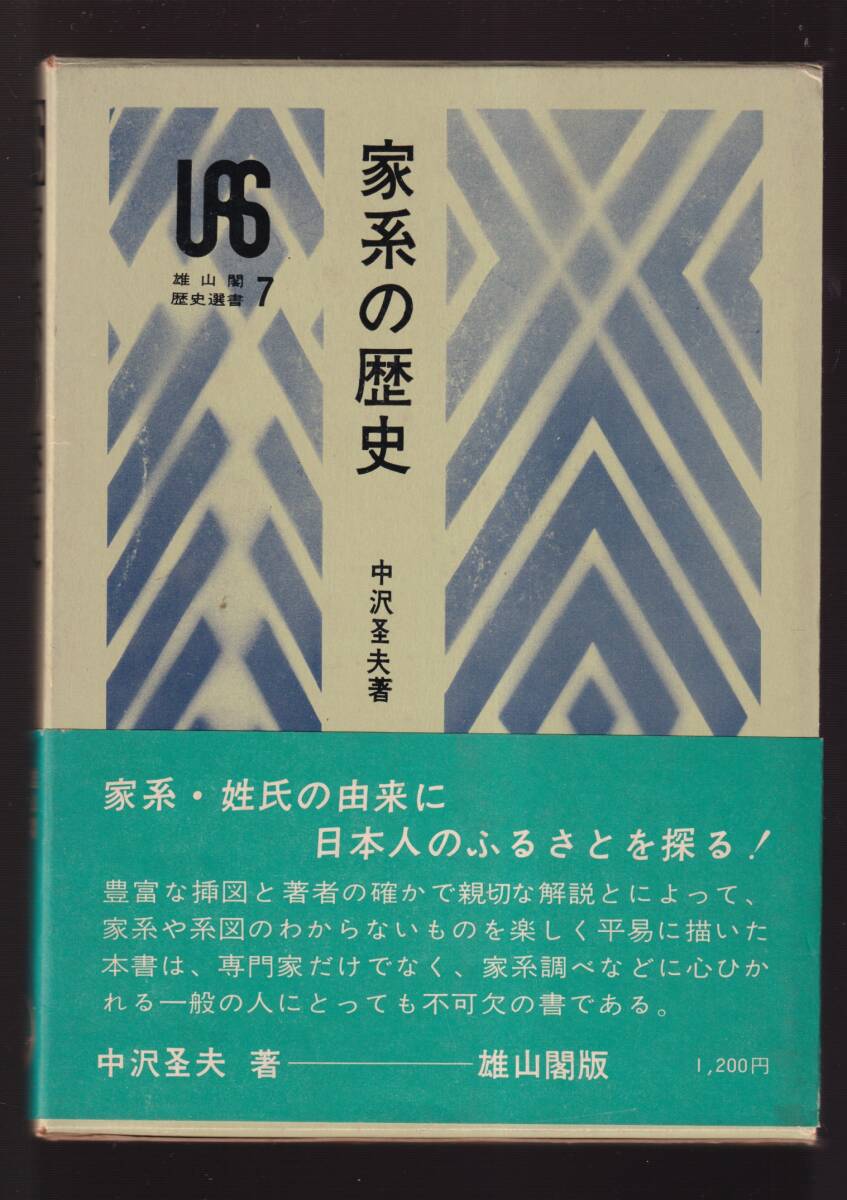 家系の歴史
中沢圣夫著
雄山閣
歴史選書 7
家系・姓氏の由来に
日本人のふるさとを探る！
豊富な挿図と著者の確かで親切な解説とによって、
家系や系図のわからないものを楽しく平易に描いた
本書は、専門家だけでなく、家系調べなどに心ひか
れる一般の人にとっても不可欠の書である。
中沢圣夫 著────雄山閣版 1,200円